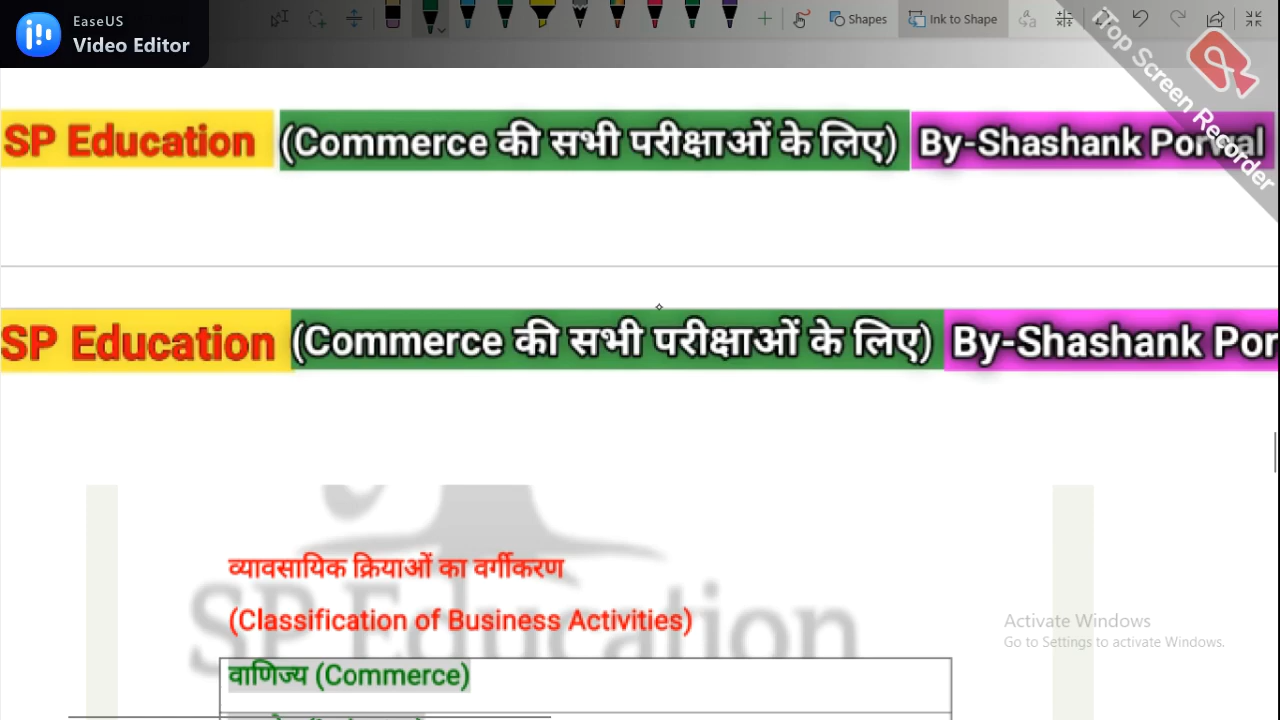 EaseUS
Video Editor
Shapes
Ink to Shape
iTop Screen Recorder
SP Education (Commerce की सभी परीक्षाओं के लिए) By-Shashank Porwal
SP Education (Commerce की सभी परीक्षाओं के लिए) By-Shashank Por
व्यावसायिक क्रियाओं का वर्गीकरण
SP Education
(Classification of Business Activities)
वाणिज्य (Commerce)
Activate Windows
Go to Settings to activate Windows.